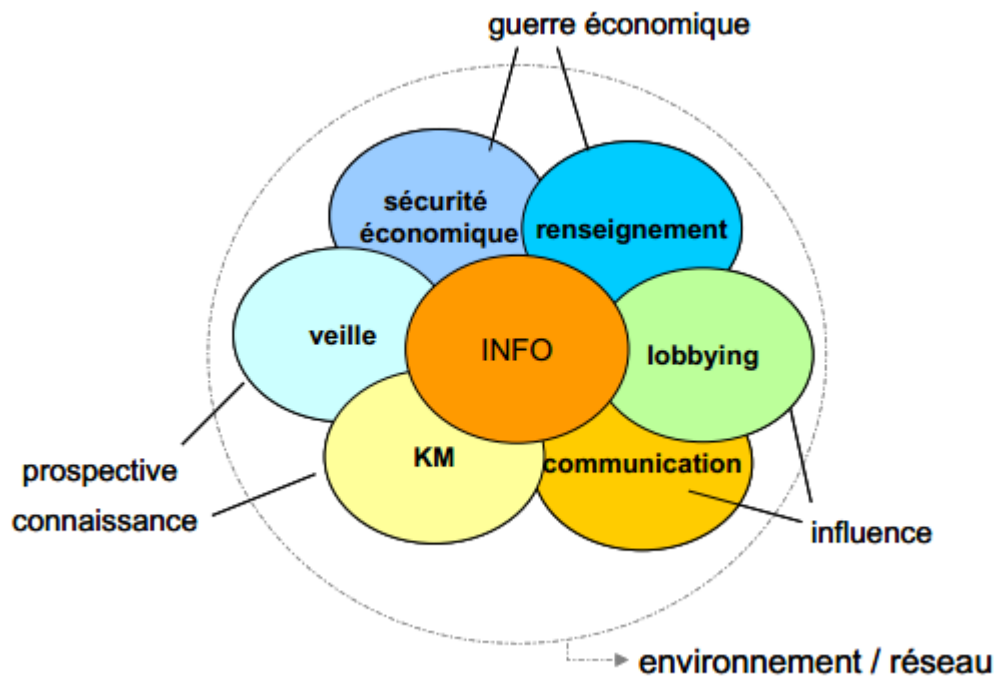 guerre économique
sécurité
économique
renseignement
veille
INFO
lobbying
KM
communication
prospective
connaissance
influence
environnement / réseau